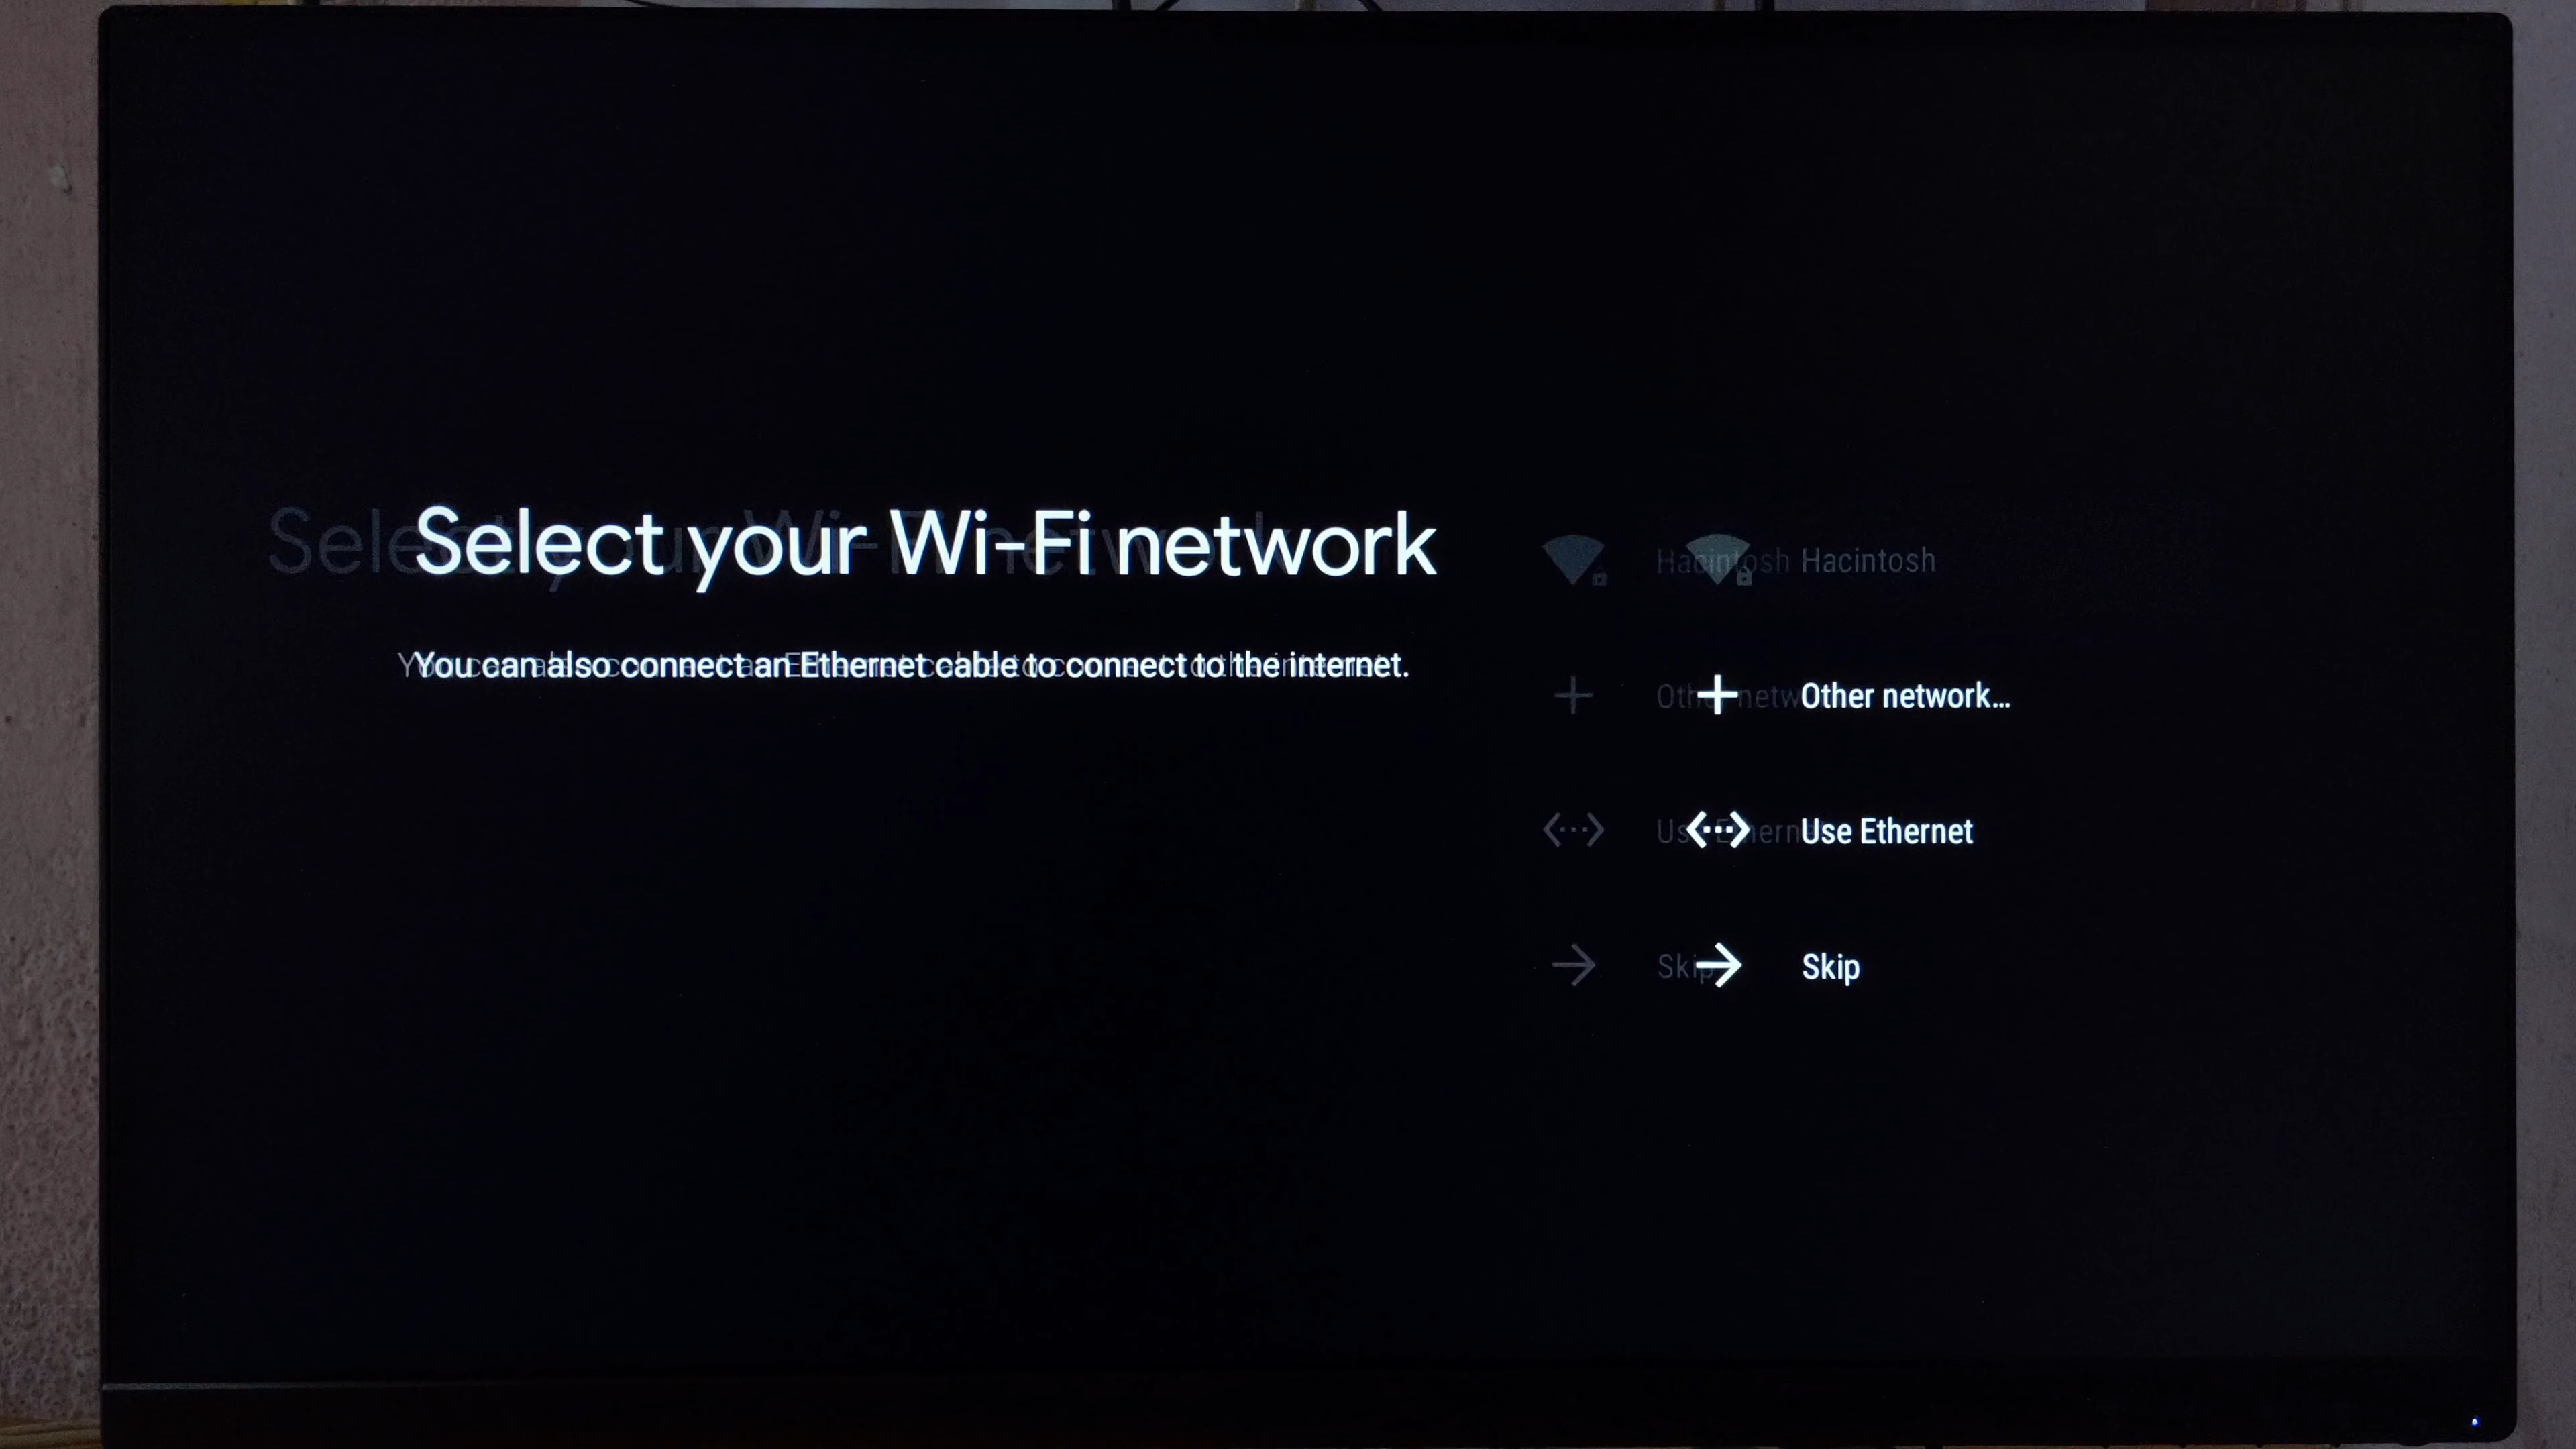 Select your Wi-Fi network
You can also connect an Ethernet cable to connect to the internet.
Hacintosh
Other network...
Use Ethernet
Skip